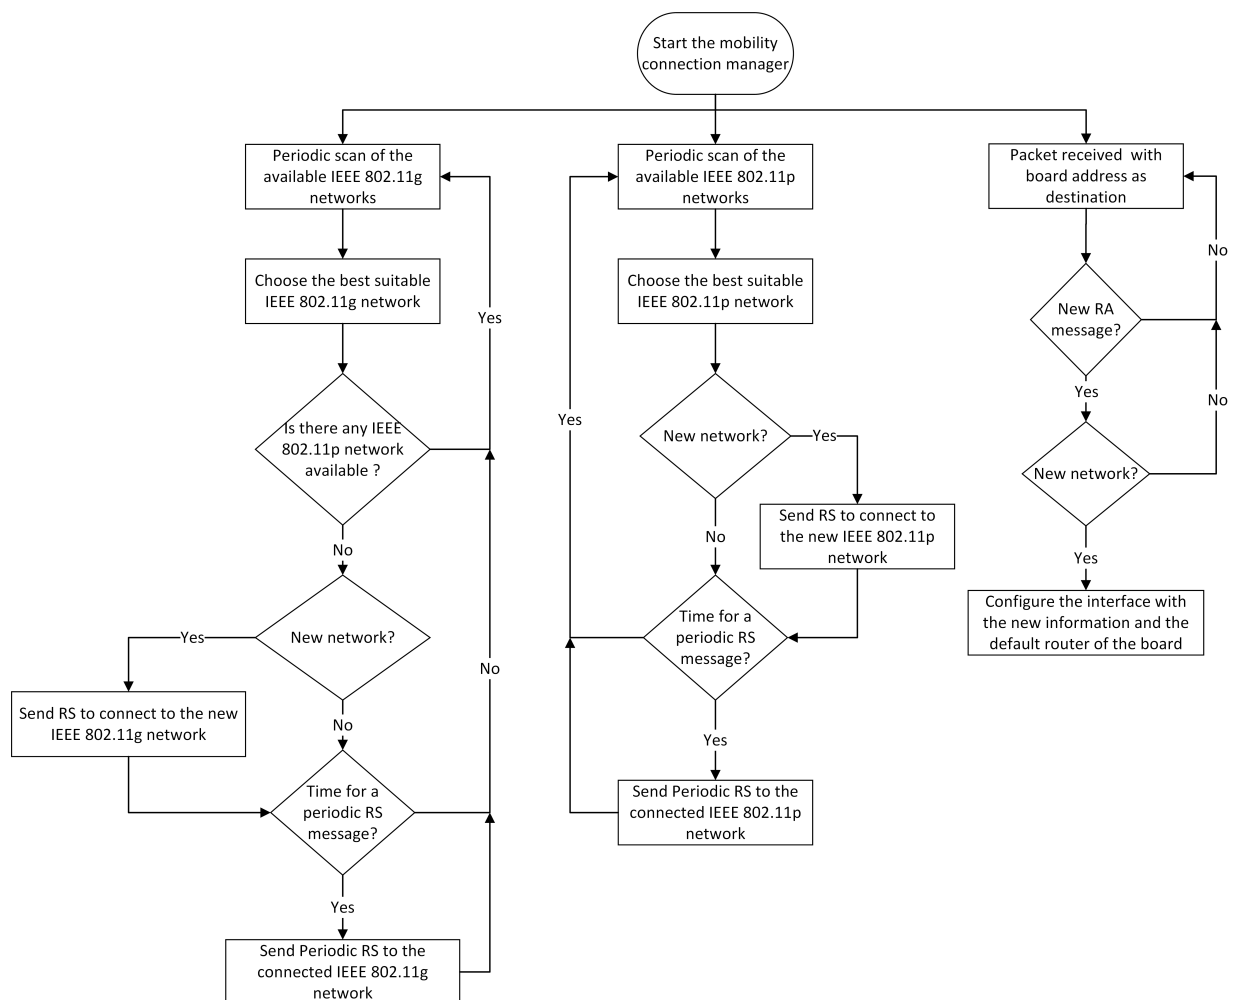 Start the mobility
connection manager
Periodic scan of the
available IEEE 802.11g
networks
Choose the best suitable
IEEE 802.11g network
Yes
Is there any IEEE
802.11p network
available ?
No
New network?
Yes
Send RS to connect to the new
IEEE 802.11g network
No
No
Time for a
periodic RS
message?
Yes
Send Periodic RS to the
connected IEEE 802.11g
network
Periodic scan of the
available IEEE 802.11p
networks
Choose the best suitable
IEEE 802.11p network
Yes
New network?
Yes
Send RS to connect to
the new IEEE 802.11p
network
No
Time for a
periodic RS
message?
Yes
Send Periodic RS to the
connected IEEE 802.11p
network
Packet received with
board address as
destination
No
New RA
message?
Yes
No
New network?
Yes
Configure the interface with
the new information and the
default router of the board